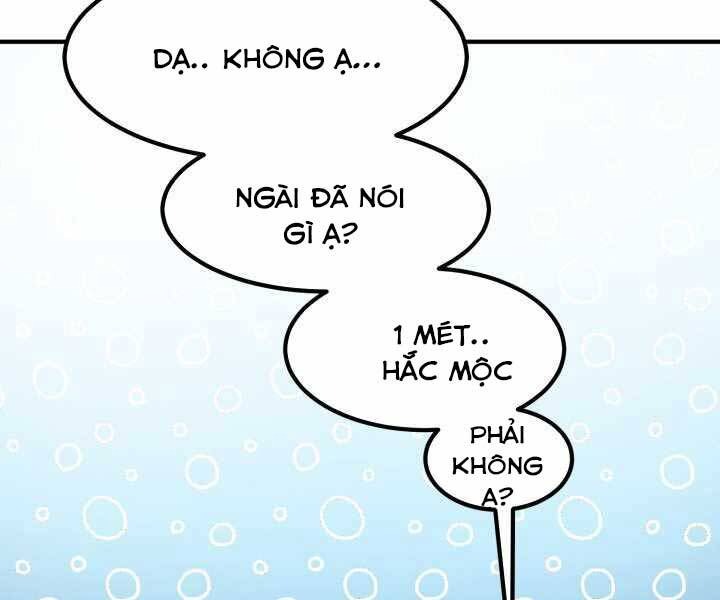 DẠ.. KHÔNG Ạ...
NGÀI ĐÃ NÓI
GÌ Ạ?
1 MÉT..
HẮC MỘC
PHẢI
KHÔNG
Ạ?